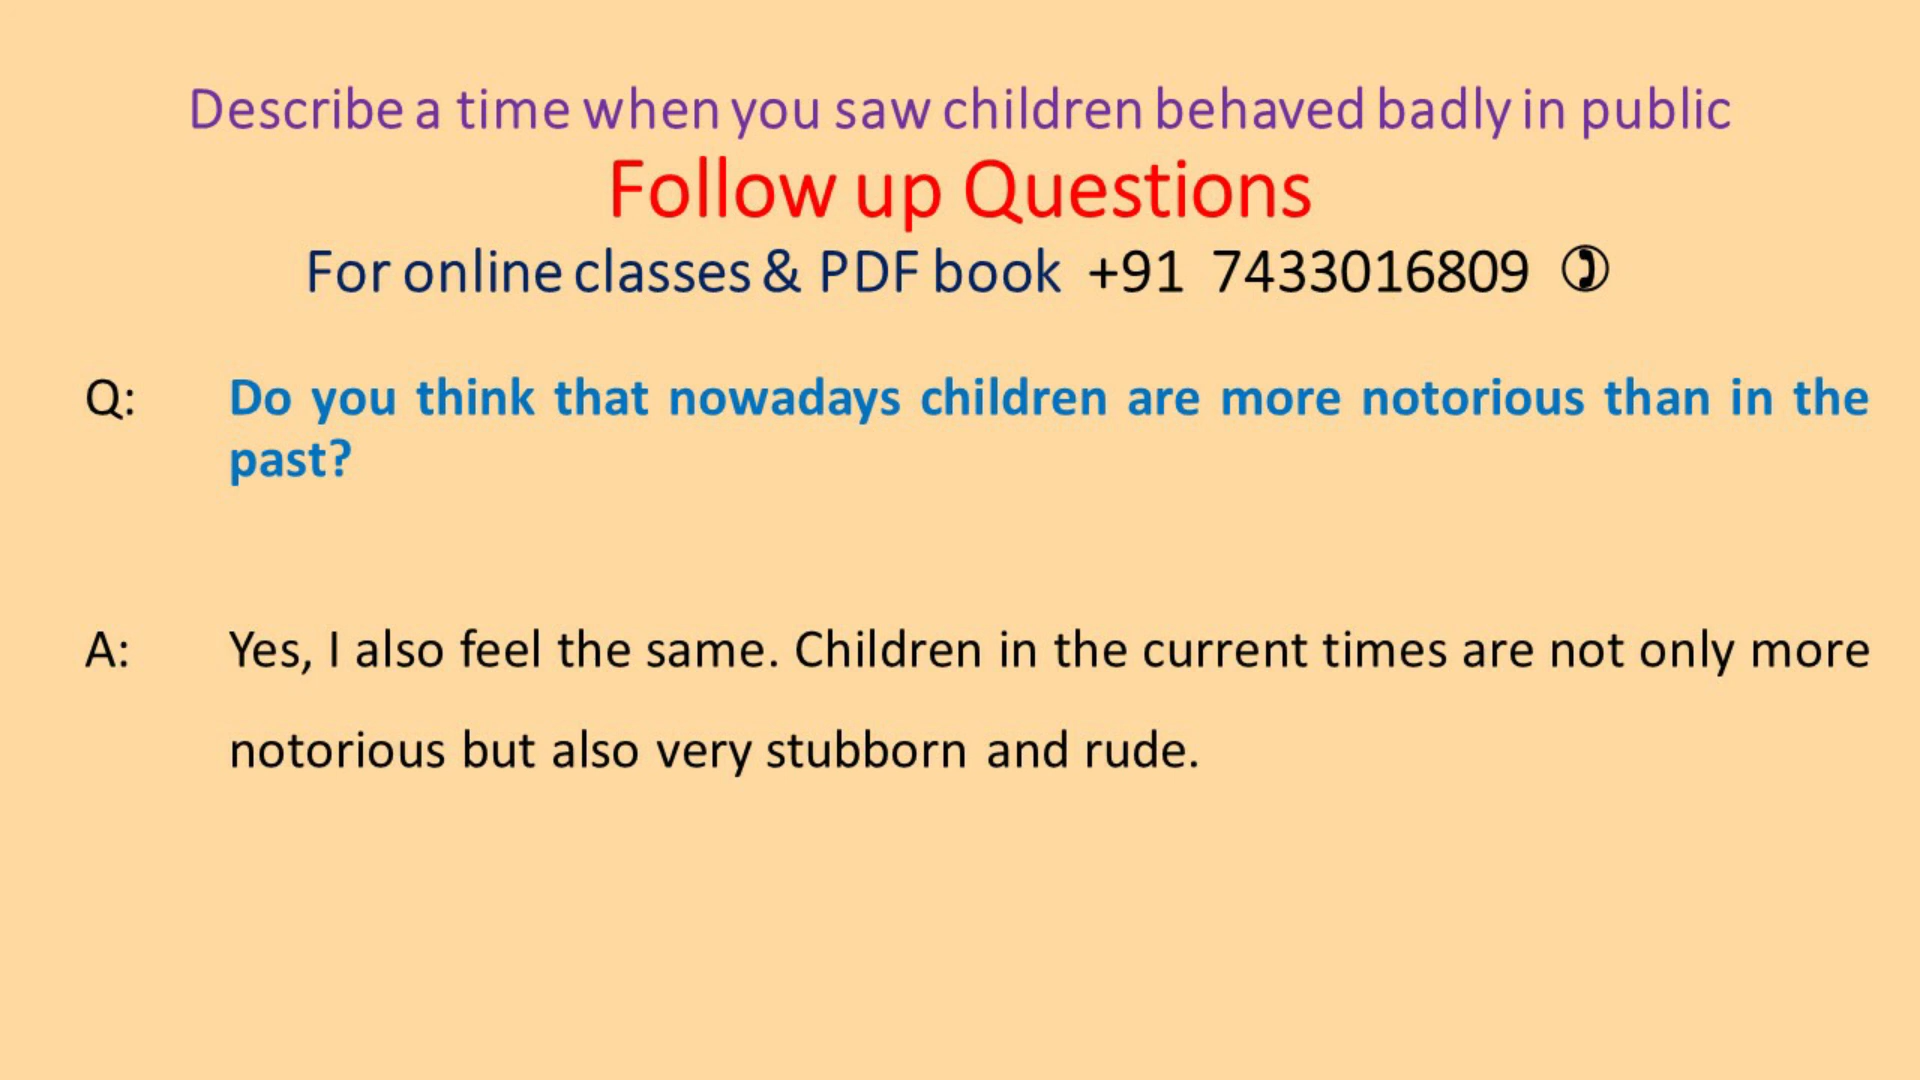 Describe a time when you saw children behaved badly in public
Follow up Questions
For online classes & PDF book +91 7433016809 ✆
Q: Do you think that nowadays children are more notorious than in the
past?
A: Yes, I also feel the same. Children in the current times are not only more
notorious but also very stubborn and rude.